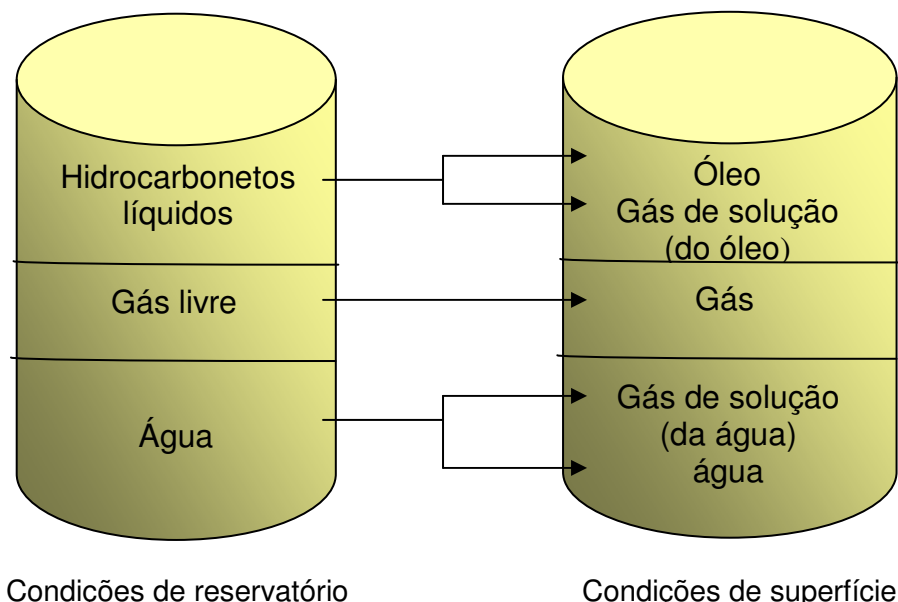 Hidrocarbonetos
líquidos
Gás livre
Água
Óleo
Gás de solução
(do óleo)
Gás
Gás de solução
(da água)
água
Condições de reservatório
Condições de superfície